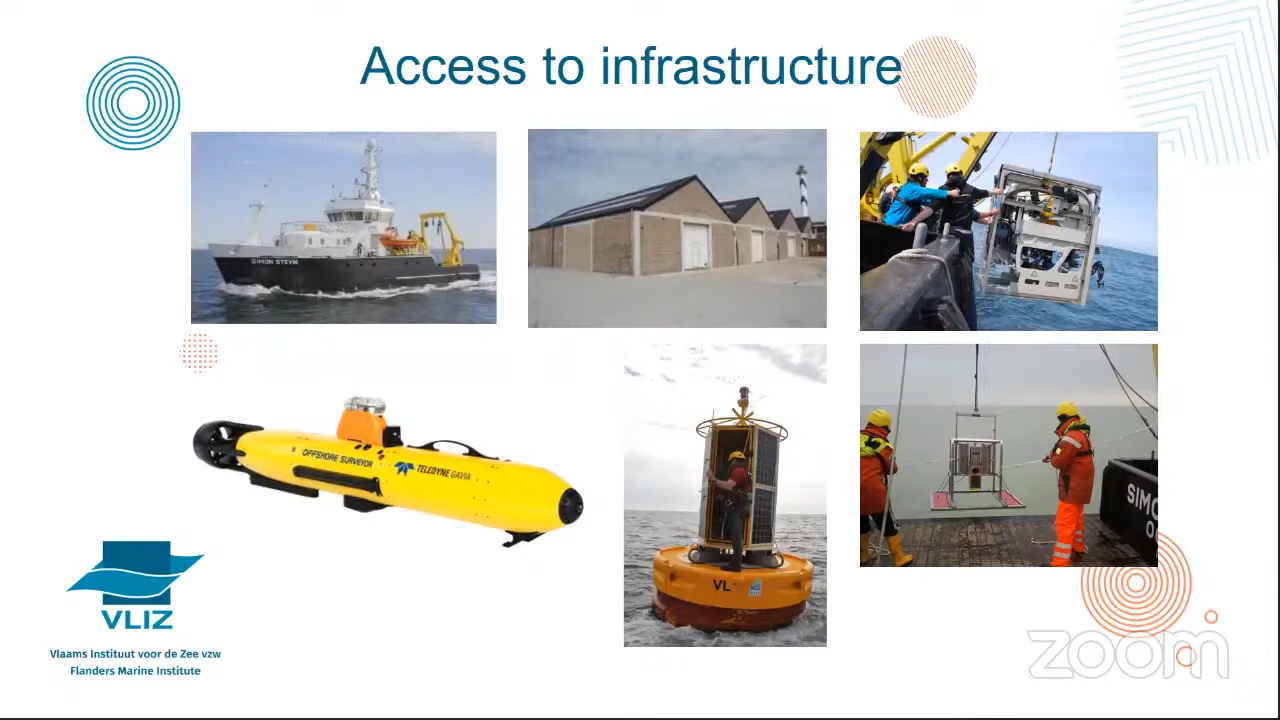 Access to infrastructure
SIMON STEVIN
OFFSHORE SURVEYOR
TELEDYNE GAVIA
VL
SIMO
O
VLIZ
Vlaams Instituut voor de Zee vzw
Flanders Marine Institute
zoom